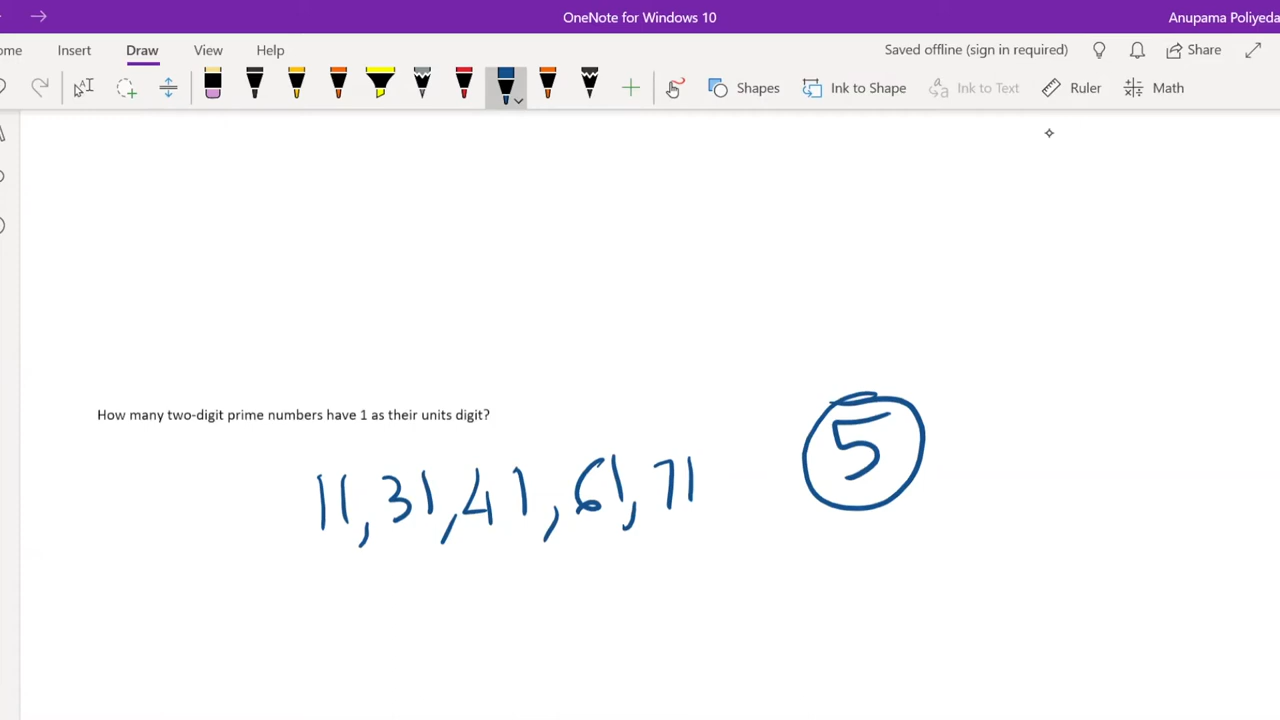 OneNote for Windows 10
Anupama Poliyeda
ome Insert Draw View Help
Saved offline (sign in required) Share
Shapes Ink to Shape Ink to Text Ruler Math
How many two-digit prime numbers have 1 as their units digit?
11, 31, 41, 61, 71
5